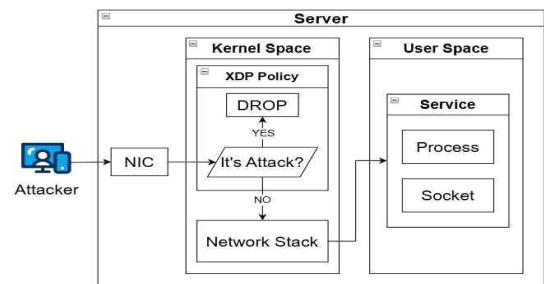 Server
Kernel Space
User Space
XDP Policy
DROP
YES
Service
Attacker
NIC
It's Attack?
Process
NO
Socket
Network Stack